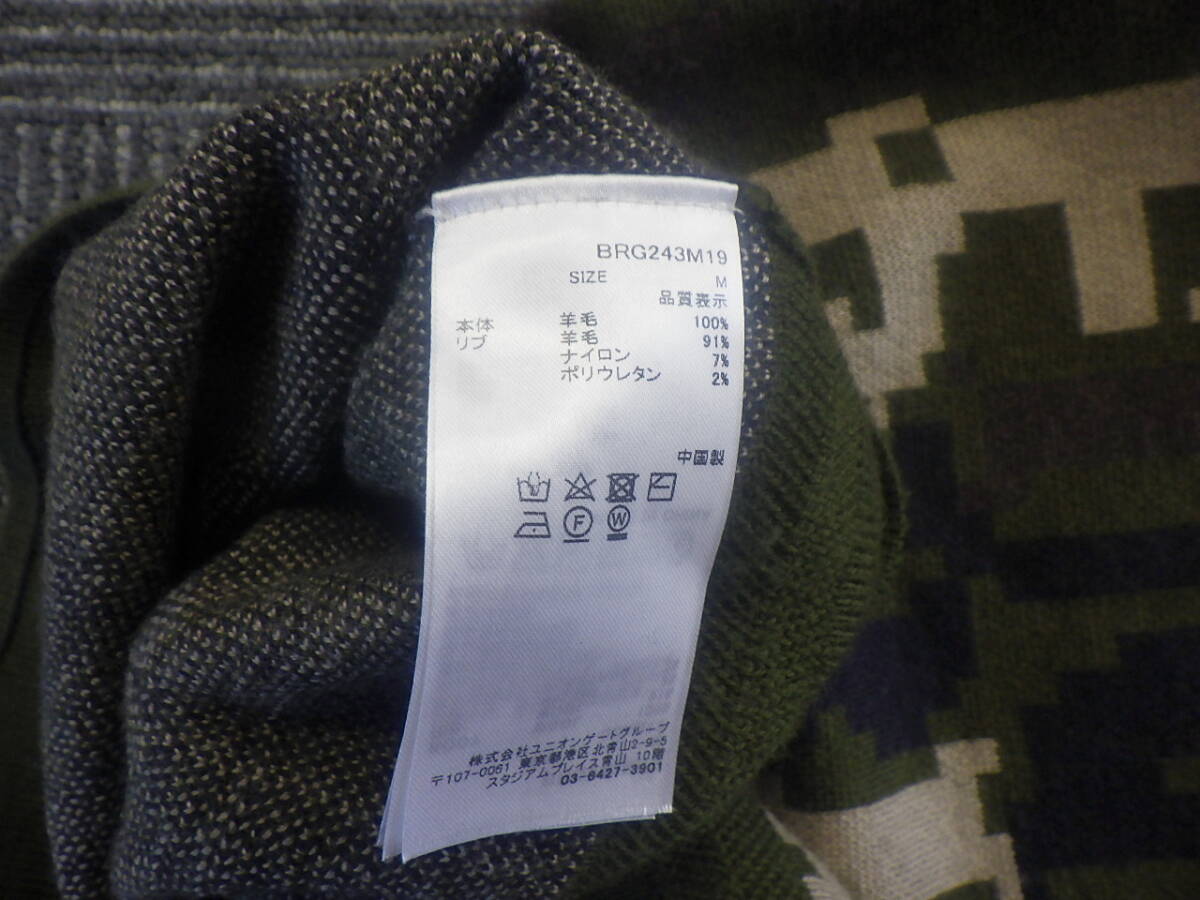 BRG243M19
SIZE M
品質表示
本体 羊毛 100%
リブ 羊毛 91%
ナイロン 7%
ポリウレタン 2%
中国製
F W
株式会社ユニオンゲートグループ
〒107-0061 東京都港区北青山2-9-5
スタジアムプレイス青山 10階
03-6427-3901